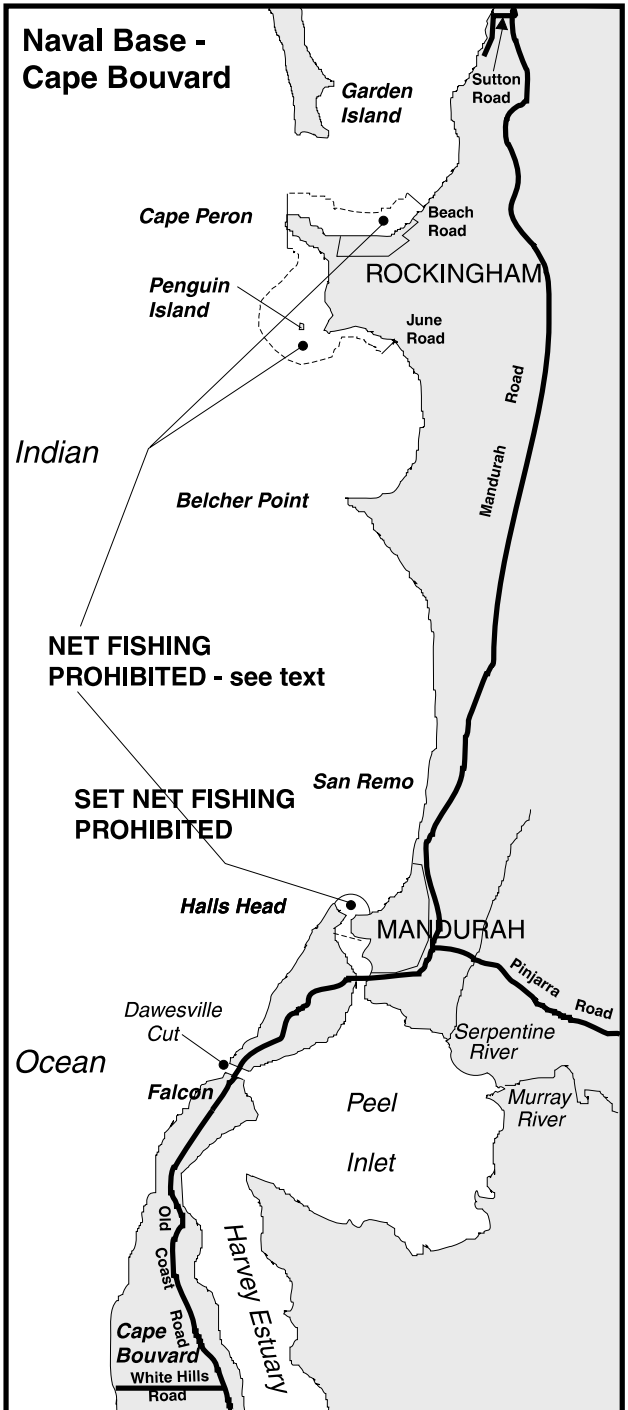 Naval Base -
Cape Bouvard
Garden
Island
Sutton
Road
Cape Peron
Beach
Road
ROCKINGHAM
Penguin
Island
June
Road
Mandurah Road
Indian
Belcher Point
NET FISHING
PROHIBITED - see text
San Remo
SET NET FISHING
PROHIBITED
Halls Head
MANDURAH
Pinjarra Road
Dawesville
Cut
Serpentine
River
Ocean
Falcon
Peel
Inlet
Murray
River
Old Coast Road
Harvey Estuary
Cape
Bouvard
White Hills
Road